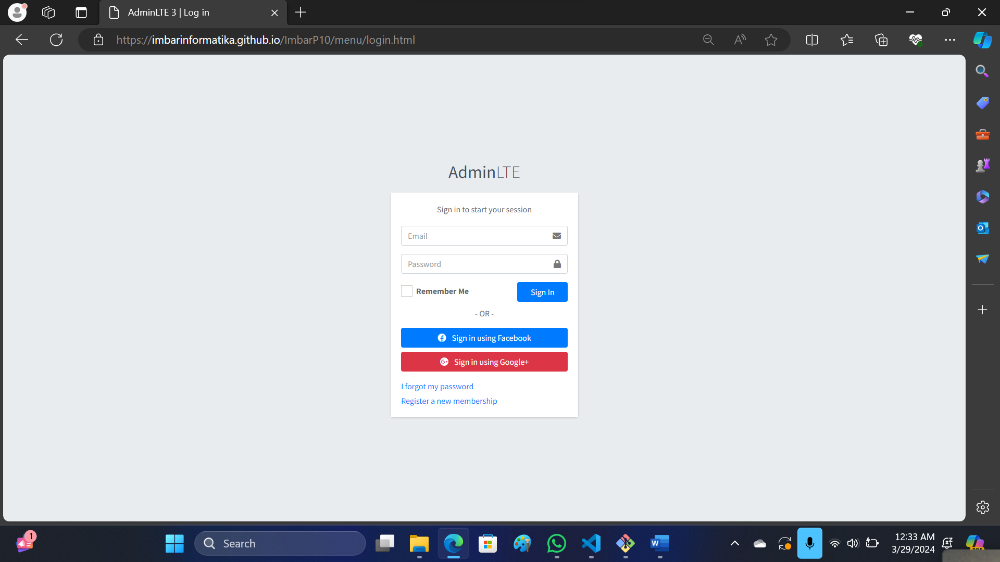 AdminLTE 3 | Log in
https://imbarinformatika.github.io/ImbarP10/menu/login.html
AdminLTE
Sign in to start your session
Email
Password
Remember Me
Sign In
- OR -
Sign in using Facebook
Sign in using Google+
I forgot my password
Register a new membership
1
Search
12:33 AM
3/29/2024